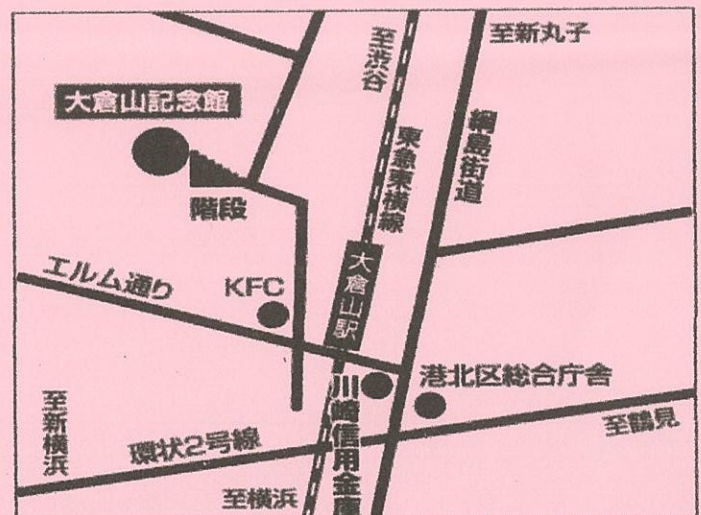 至新丸子
至渋谷
大倉山記念館
東急東横線
綱島街道
階段
大倉山駅
エルム通り
KFC
川崎信用金庫
港北区総合庁舎
至新横浜
環状2号線
至鶴見
至横浜